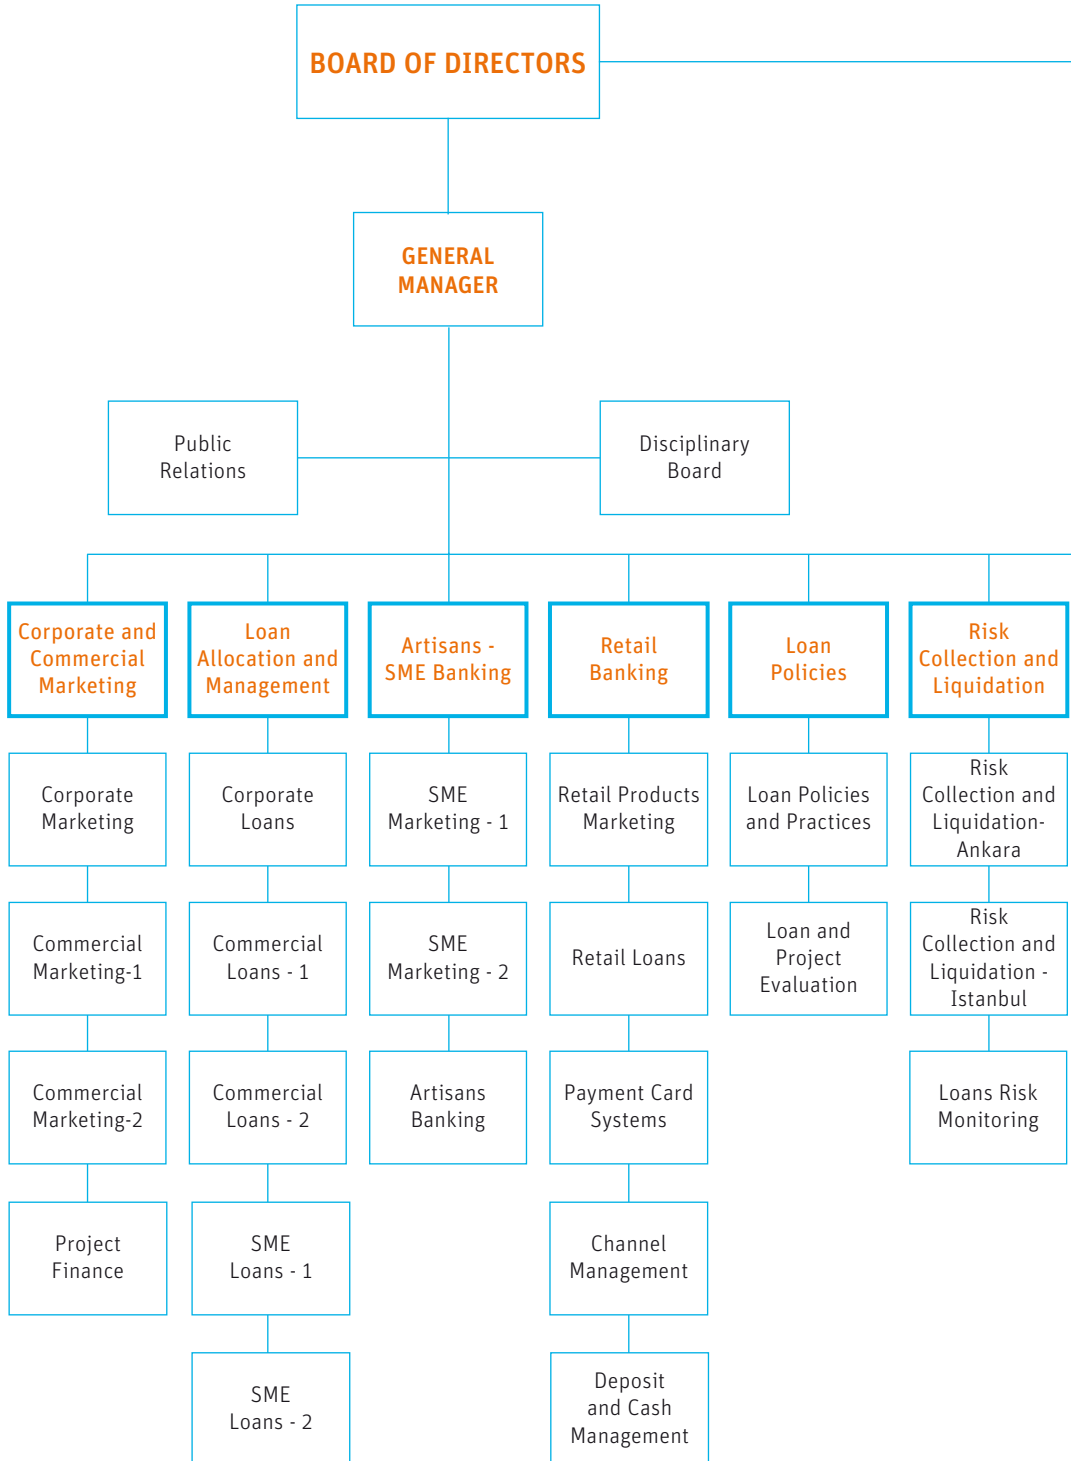 BOARD OF DIRECTORS
GENERAL
MANAGER
Public
Relations
Disciplinary
Board
Corporate and
Commercial
Marketing
Loan
Allocation and
Management
Artisans -
SME Banking
Retail
Banking
Loan
Policies
Risk
Collection and
Liquidation
Corporate
Marketing
Corporate
Loans
SME
Marketing - 1
Retail Products
Marketing
Loan Policies
and Practices
Risk
Collection and
Liquidation-
Ankara
Commercial
Marketing-1
Commercial
Loans - 1
SME
Marketing - 2
Retail Loans
Loan and
Project
Evaluation
Risk
Collection and
Liquidation -
Istanbul
Commercial
Marketing-2
Commercial
Loans - 2
Artisans
Banking
Payment Card
Systems
Loans Risk
Monitoring
Project
Finance
SME
Loans - 1
Channel
Management
SME
Loans - 2
Deposit
and Cash
Management